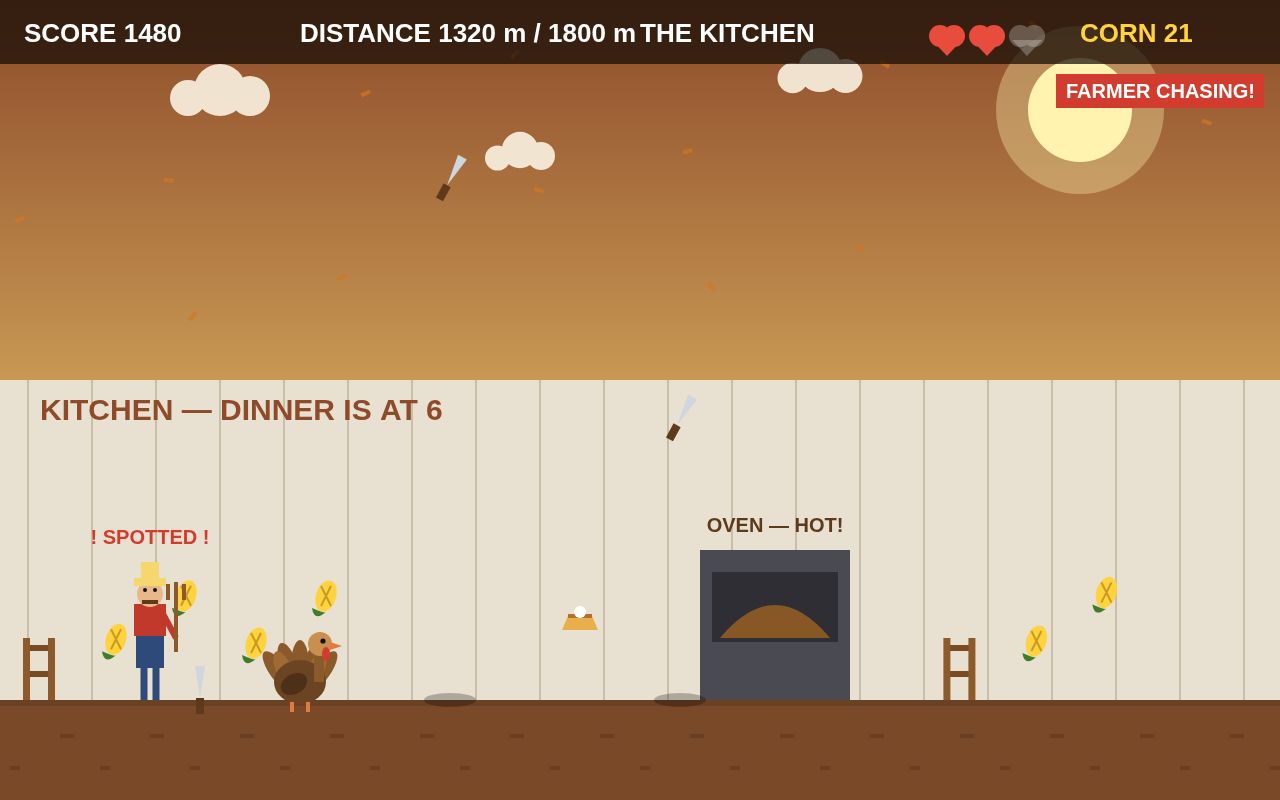 SCORE 1480
DISTANCE 1320 m / 1800 m
THE KITCHEN
CORN 21
FARMER CHASING!
KITCHEN — DINNER IS AT 6
OVEN — HOT!
! SPOTTED !